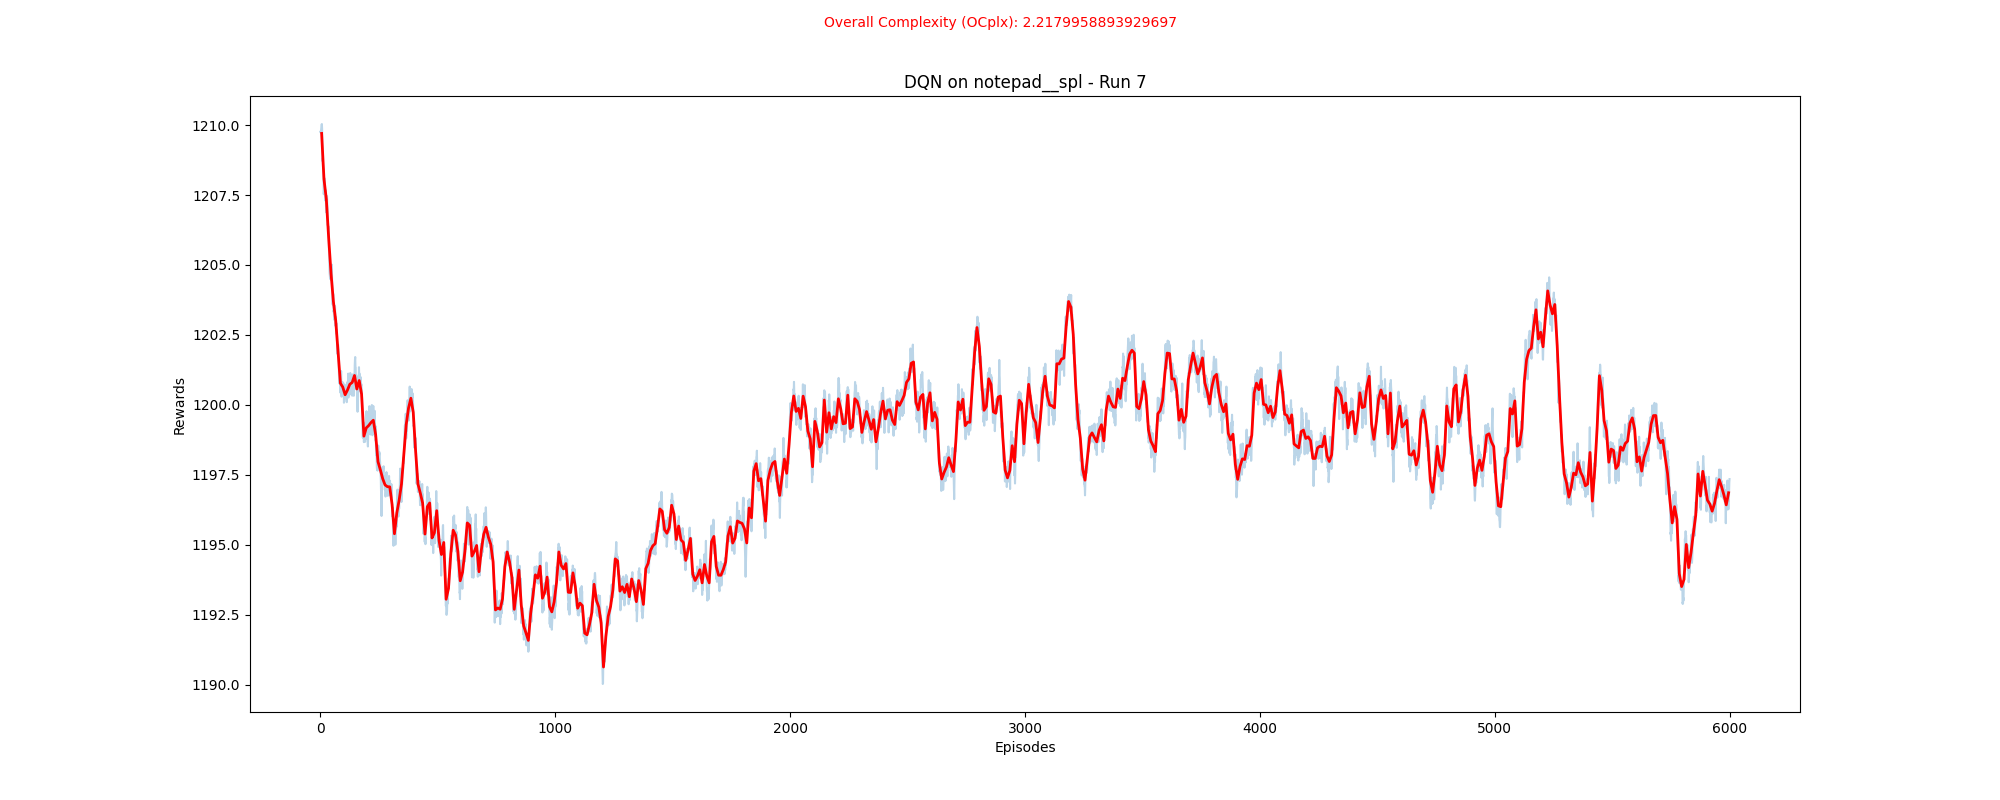 Overall Complexity (OCplx): 2.2179958893929697
DQN on notepad__spl - Run 7
1210.0
1207.5
1205.0
1202.5
1200.0
1197.5
1195.0
1192.5
1190.0
Rewards
0 1000 2000 3000 4000 5000 6000
Episodes